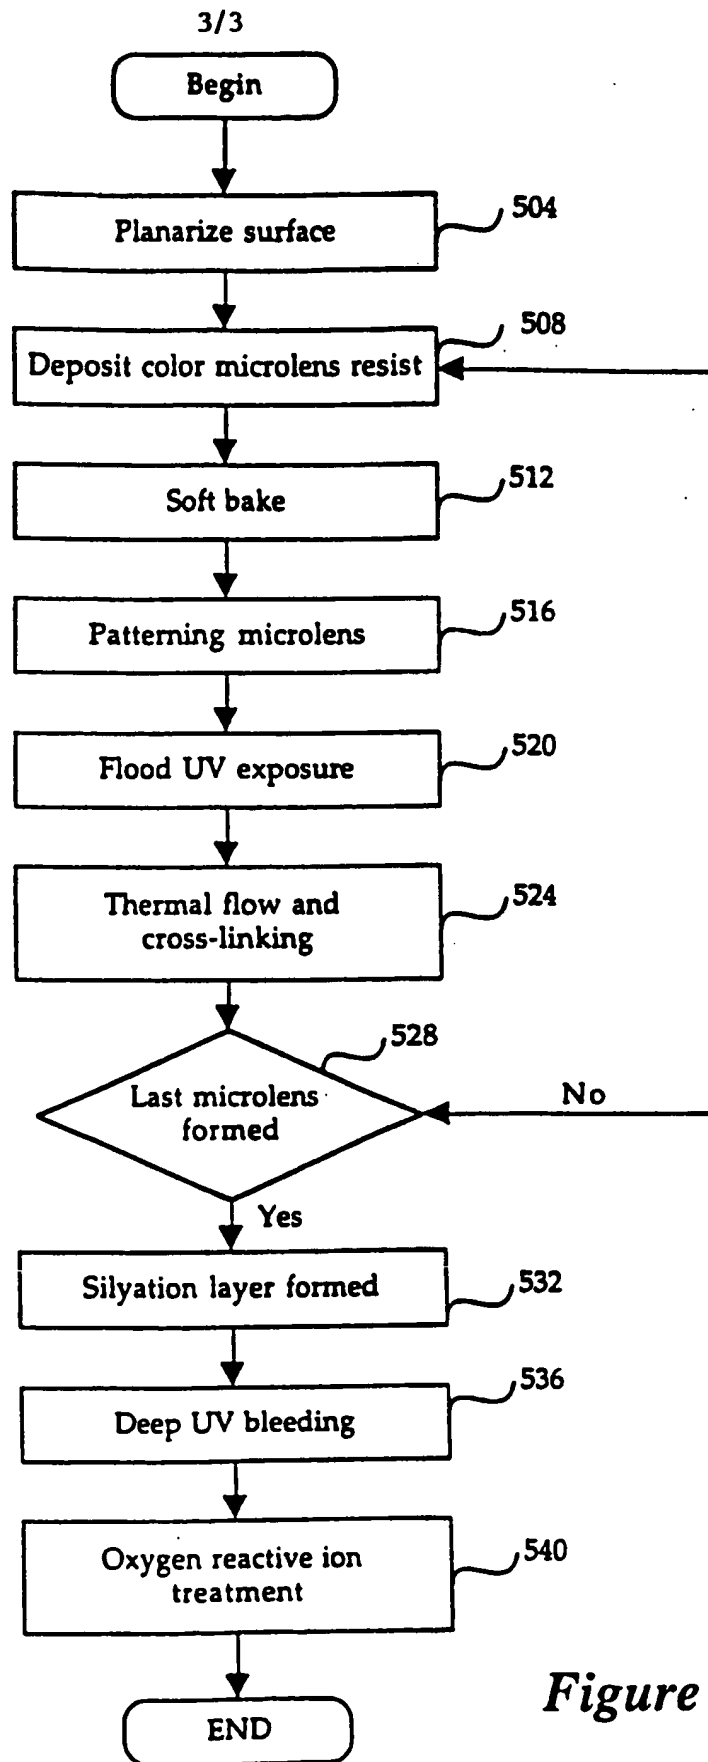 3/3
Begin
Planarize surface
504
Deposit color microlens resist
508
Soft bake
512
Patterning microlens
516
Flood UV exposure
520
Thermal flow and
cross-linking
524
Last microlens
formed
528
No
Yes
Silyation layer formed
532
Deep UV bleeding
536
Oxygen reactive ion
treatment
540
END
Figure